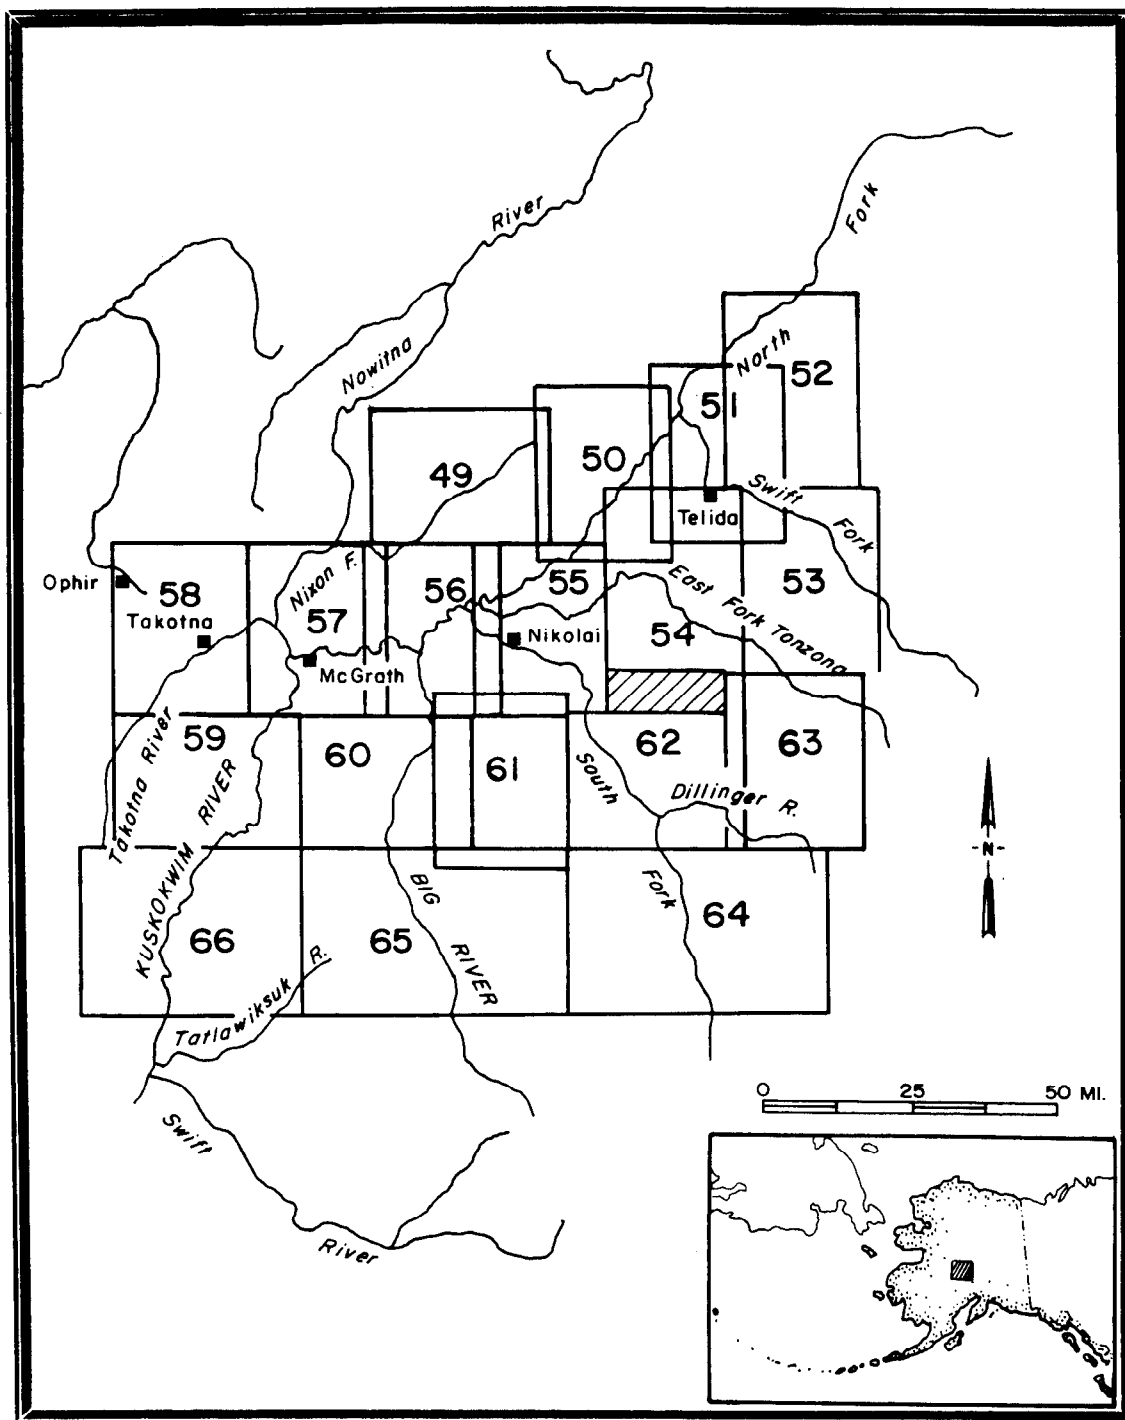 River
Fork
Nowitna
North
52
51
49
50
Swift
Fork
Telida
Ophir
58
Takotna
Nixon F.
57
56
55
East Fork Tonzona
53
Nikolai
54
McGrath
59
60
61
62
63
Takotna River
KUSKOKWIM RIVER
South
Fork
Dillinger R.
BIG
RIVER
64
66
65
N
Tatlawiksuk R.
0 25 50 MI.
Swift
River